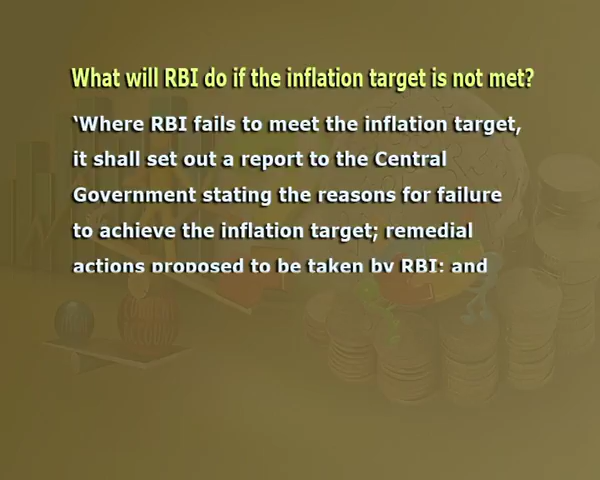 What will RBI do if the inflation target is not met?
‘Where RBI fails to meet the inflation target,
it shall set out a report to the Central
Government stating the reasons for failure
to achieve the inflation target; remedial
actions proposed to be taken by RBI; and